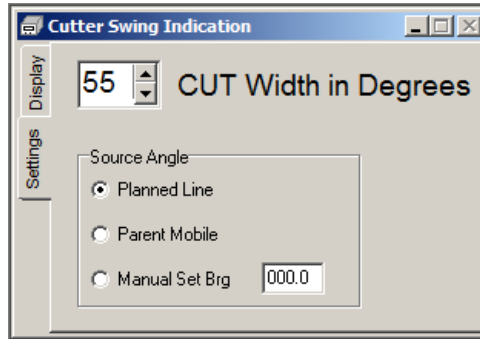 Cutter Swing Indication
Display
Settings
55 CUT Width in Degrees
Source Angle
Planned Line
Parent Mobile
Manual Set Brg 000.0